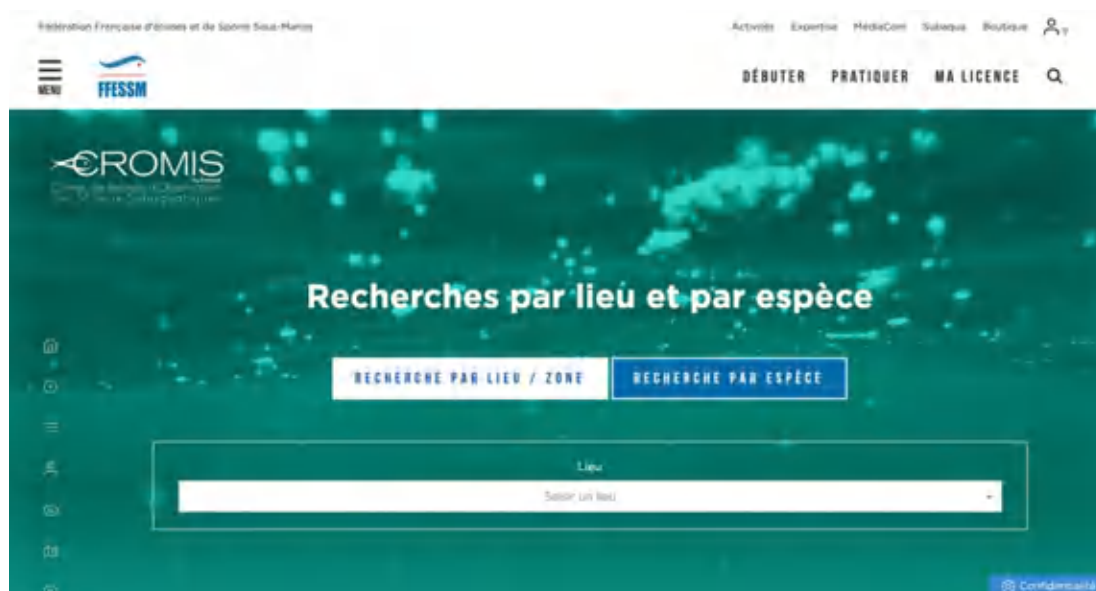 Fédération Française d'études et de Sports Sous-Marins
Activités Expertise MédiaCom Subaqua Boutique
MENU FFESSM DÉBUTER PRATIQUER MA LICENCE
CROMIS
Recherches par lieu et par espèce
RECHERCHE PAR LIEU / ZONE RECHERCHE PAR ESPÈCE
Lieu
Saisir un lieu
Confidentialité